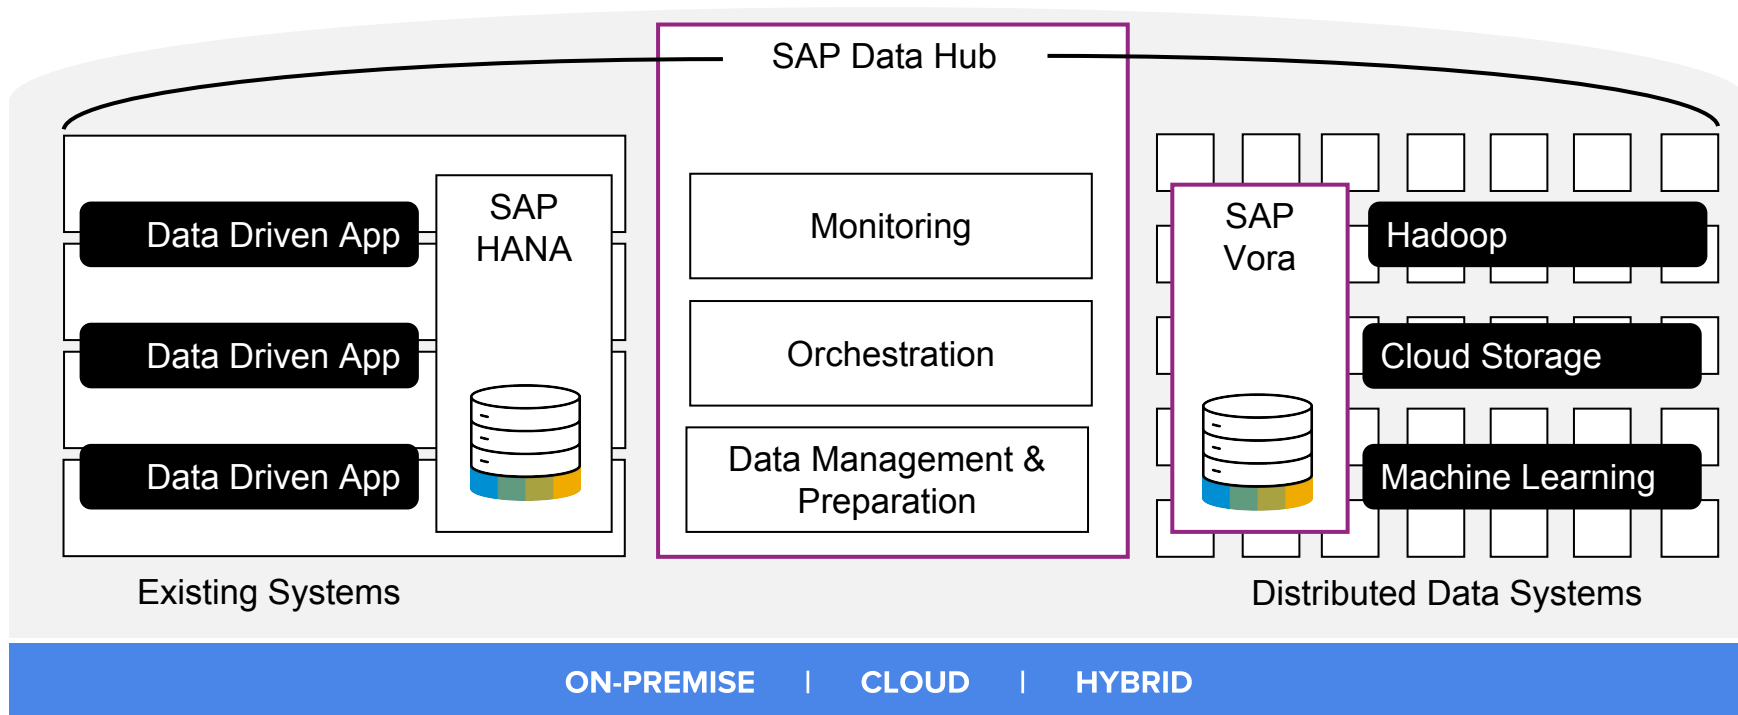 SAP Data Hub
Data Driven App
Data Driven App
Data Driven App
SAP
HANA
Existing Systems
Monitoring
Orchestration
Data Management &
Preparation
SAP
Vora
Hadoop
Cloud Storage
Machine Learning
Distributed Data Systems
ON-PREMISE | CLOUD | HYBRID